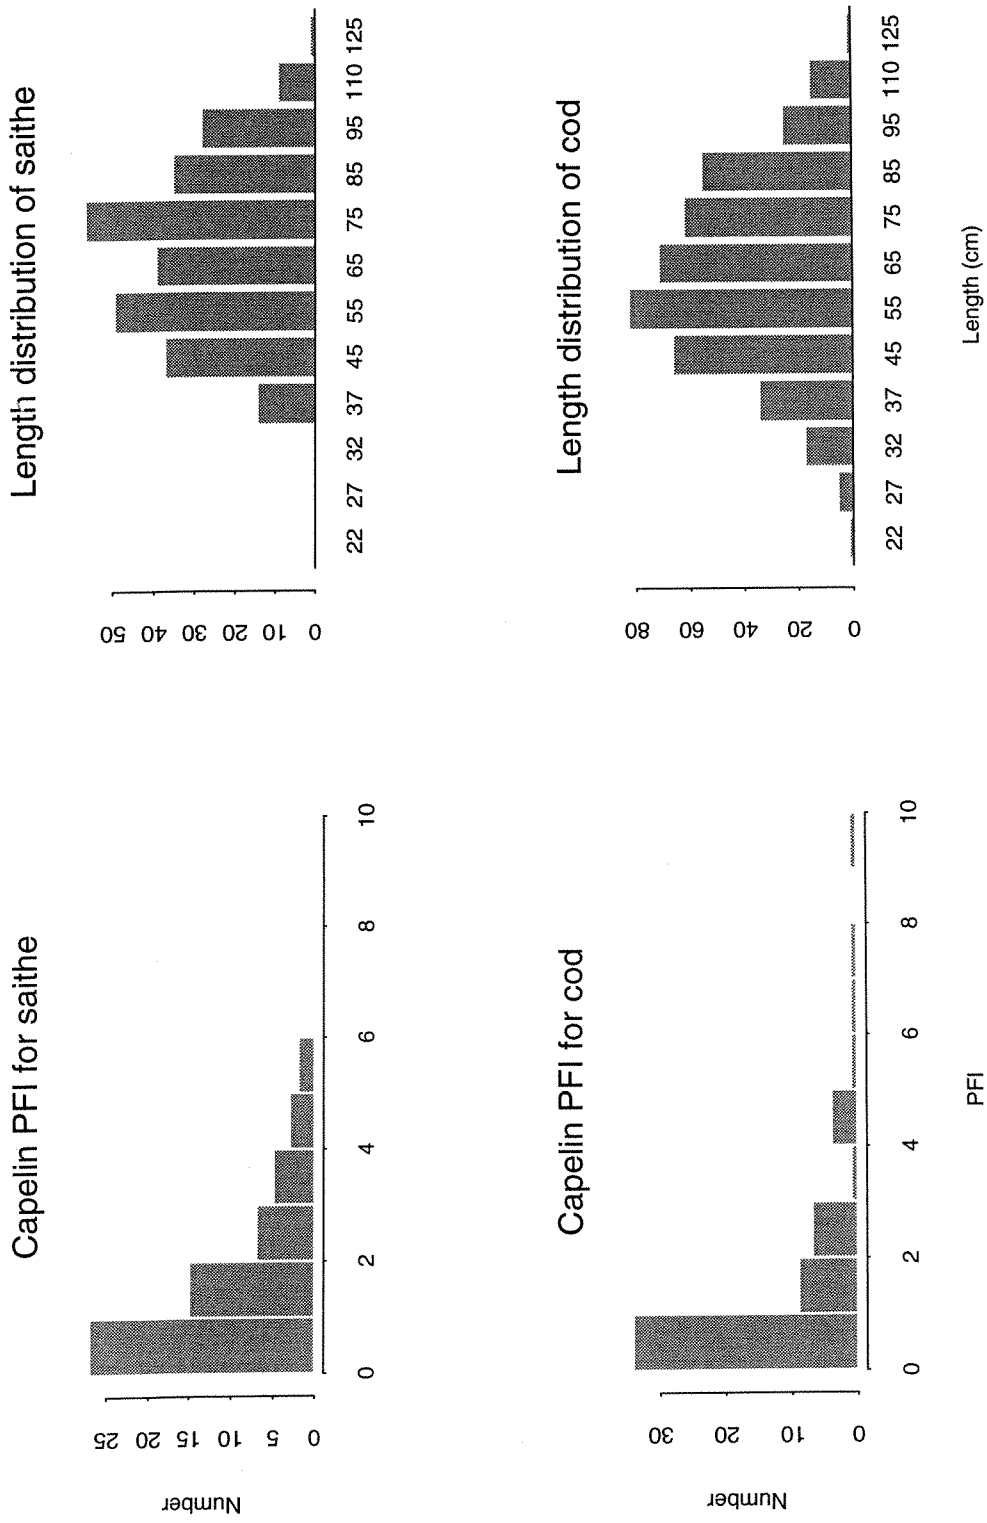 Capelin PFI for saithe
Number
0 5 10 15 20 25
0 2 4 6 8 10
Length distribution of saithe
0 10 20 30 40 50
22 27 32 37 45 55 65 75 85 95 110 125
Capelin PFI for cod
Number
0 10 20 30
0 2 4 6 8 10
PFI
Length distribution of cod
0 20 40 60 80
22 27 32 37 45 55 65 75 85 95 110 125
Length (cm)